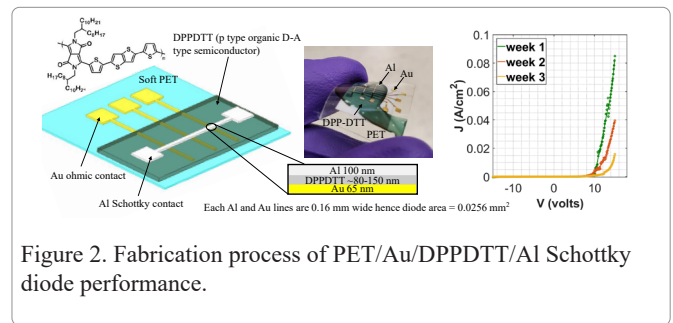 C₁₀H₂₁
C₈H₁₇
N
O
O
N
S
S
S
S
n
H₁₇C₈
C₁₀H₂₁
DPPDTT (p type organic D-A
type semiconductor)
Soft PET
Au ohmic contact
Al Schottky contact
Al
Au
DPP-DTT
PET
Al 100 nm
DPPDTT ~80-150 nm
Au 65 nm
Each Al and Au lines are 0.16 mm wide hence diode area = 0.0256 mm²
J (A/cm²)
0.1
0.08
0.06
0.04
0.02
0
-10
0
10
V (volts)
week 1
week 2
week 3
Figure 2. Fabrication process of PET/Au/DPPDTT/Al Schottky
diode performance.